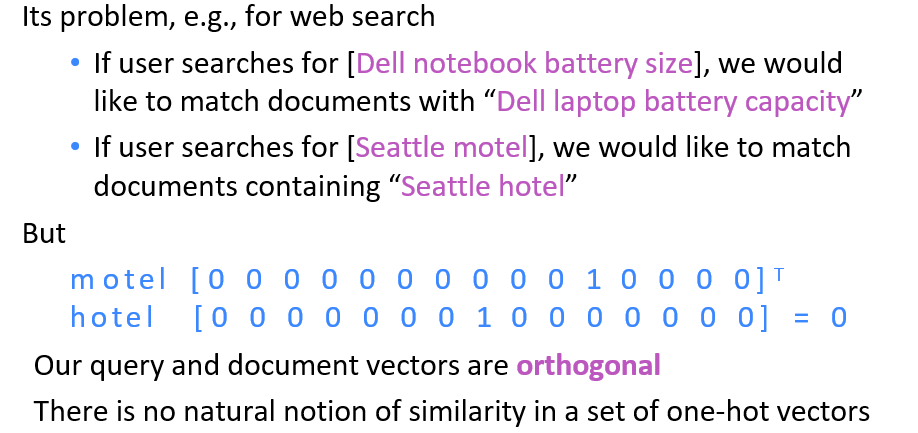 Its problem, e.g., for web search
• If user searches for [Dell notebook battery size], we would
like to match documents with “Dell laptop battery capacity”
• If user searches for [Seattle motel], we would like to match
documents containing “Seattle hotel”
But
motel [0 0 0 0 0 0 0 0 0 0 1 0 0 0 0]ᵀ
hotel [0 0 0 0 0 0 0 1 0 0 0 0 0 0 0] = 0
Our query and document vectors are orthogonal
There is no natural notion of similarity in a set of one-hot vectors